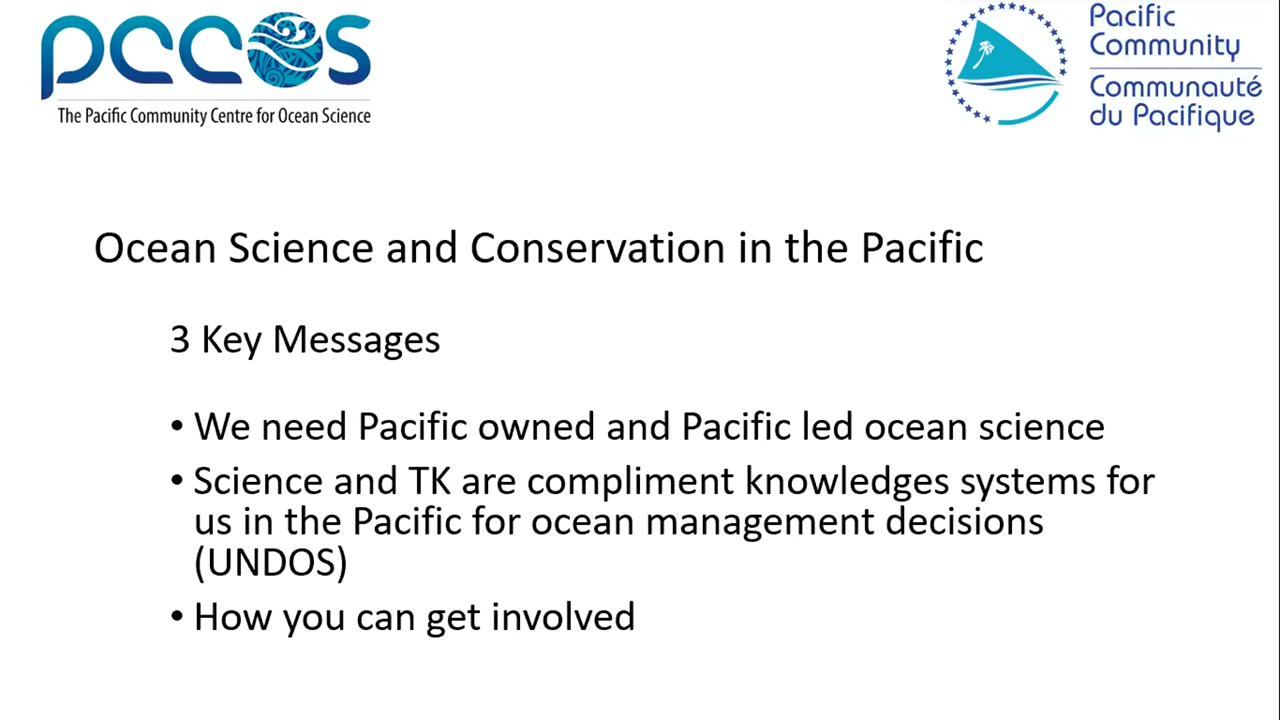 pccos
The Pacific Community Centre for Ocean Science
Pacific
Community
Communauté
du Pacifique
Ocean Science and Conservation in the Pacific
3 Key Messages
• We need Pacific owned and Pacific led ocean science
• Science and TK are compliment knowledges systems for
us in the Pacific for ocean management decisions
(UNDOS)
• How you can get involved